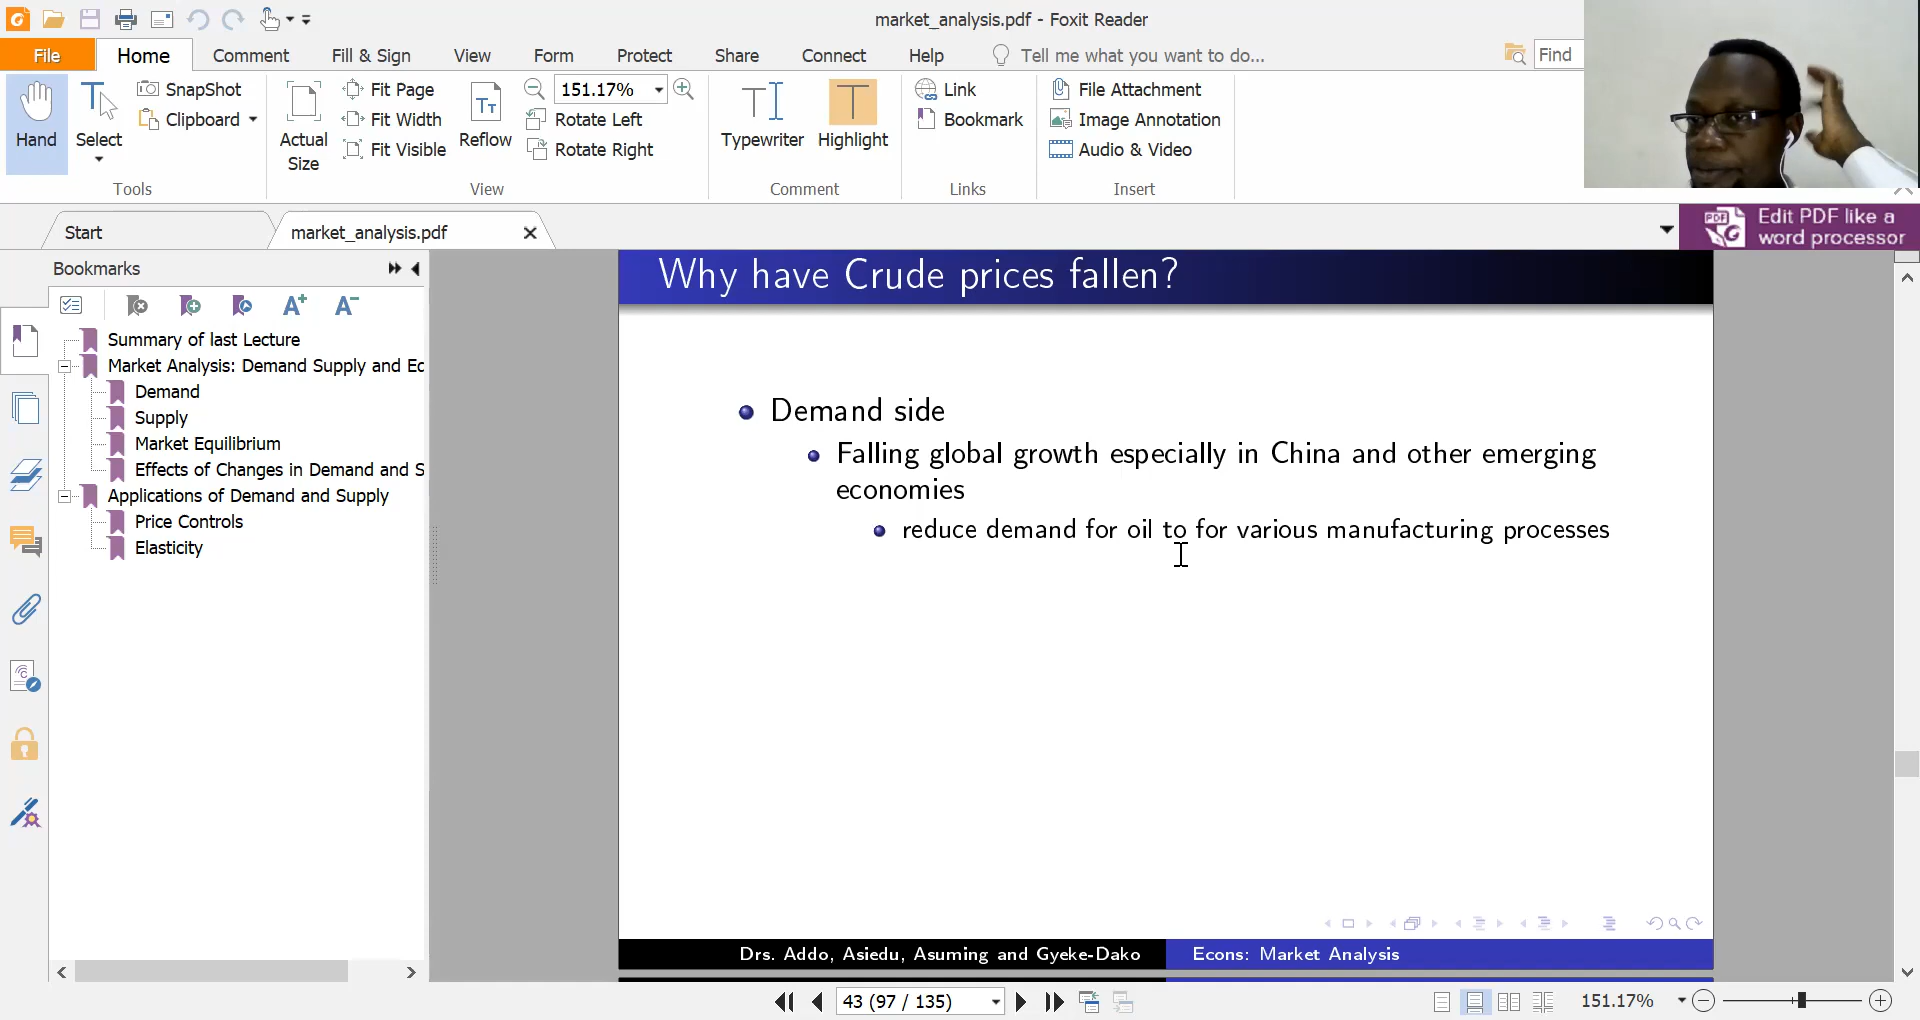 market_analysis.pdf - Foxit Reader
File Home Comment Fill & Sign View Form Protect Share Connect Help Tell me what you want to do... Find
Hand
Select
SnapShot
Clipboard
Tools
Actual
Size
Fit Page
Fit Width
Fit Visible
Reflow
151.17%
Rotate Left
Rotate Right
View
Typewriter
Highlight
Comment
Link
Bookmark
Links
File Attachment
Image Annotation
Audio & Video
Insert
Start
market_analysis.pdf
Edit PDF like a
word processor
Bookmarks
Summary of last Lecture
Market Analysis: Demand Supply and Ec
Demand
Supply
Market Equilibrium
Effects of Changes in Demand and S
Applications of Demand and Supply
Price Controls
Elasticity
Why have Crude prices fallen?
Demand side
Falling global growth especially in China and other emerging
economies
reduce demand for oil to for various manufacturing processes
Drs. Addo, Asiedu, Asuming and Gyeke-Dako
Econs: Market Analysis
43 (97 / 135)
151.17%